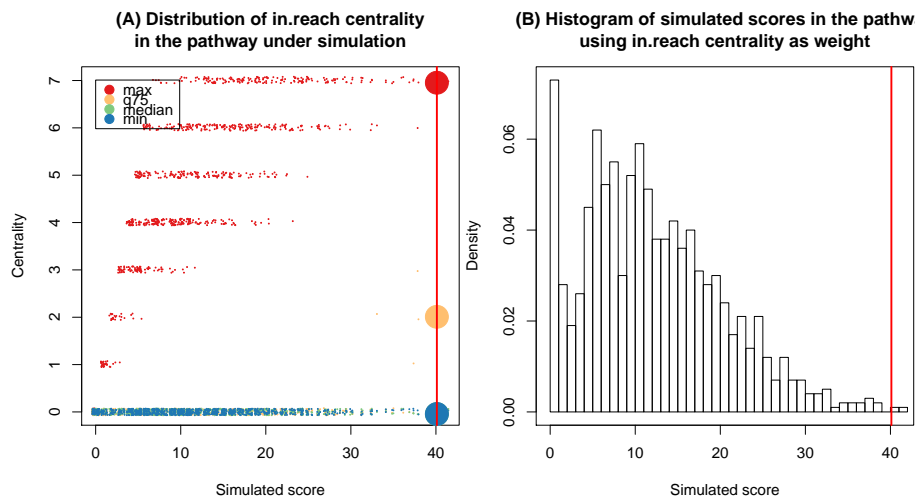 (A) Distribution of in.reach centrality
in the pathway under simulation
7
6
5
4
3
2
1
0
Centrality
max
q75
median
min
0
10
20
30
40
Simulated score
(B) Histogram of simulated scores in the pathw
using in.reach centrality as weight
0.06
0.04
0.02
0.00
Density
0
10
20
30
40
Simulated score